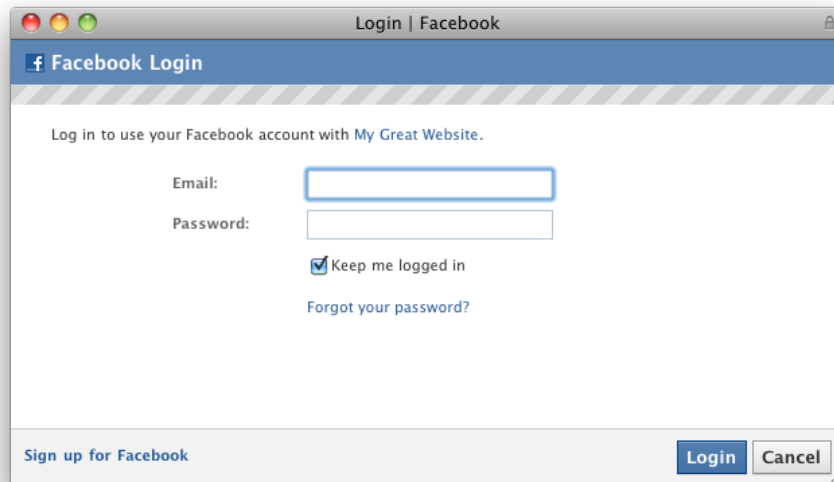 Login | Facebook
Facebook Login
Log in to use your Facebook account with My Great Website.
Email:
Password:
Keep me logged in
Forgot your password?
Sign up for Facebook
Login
Cancel